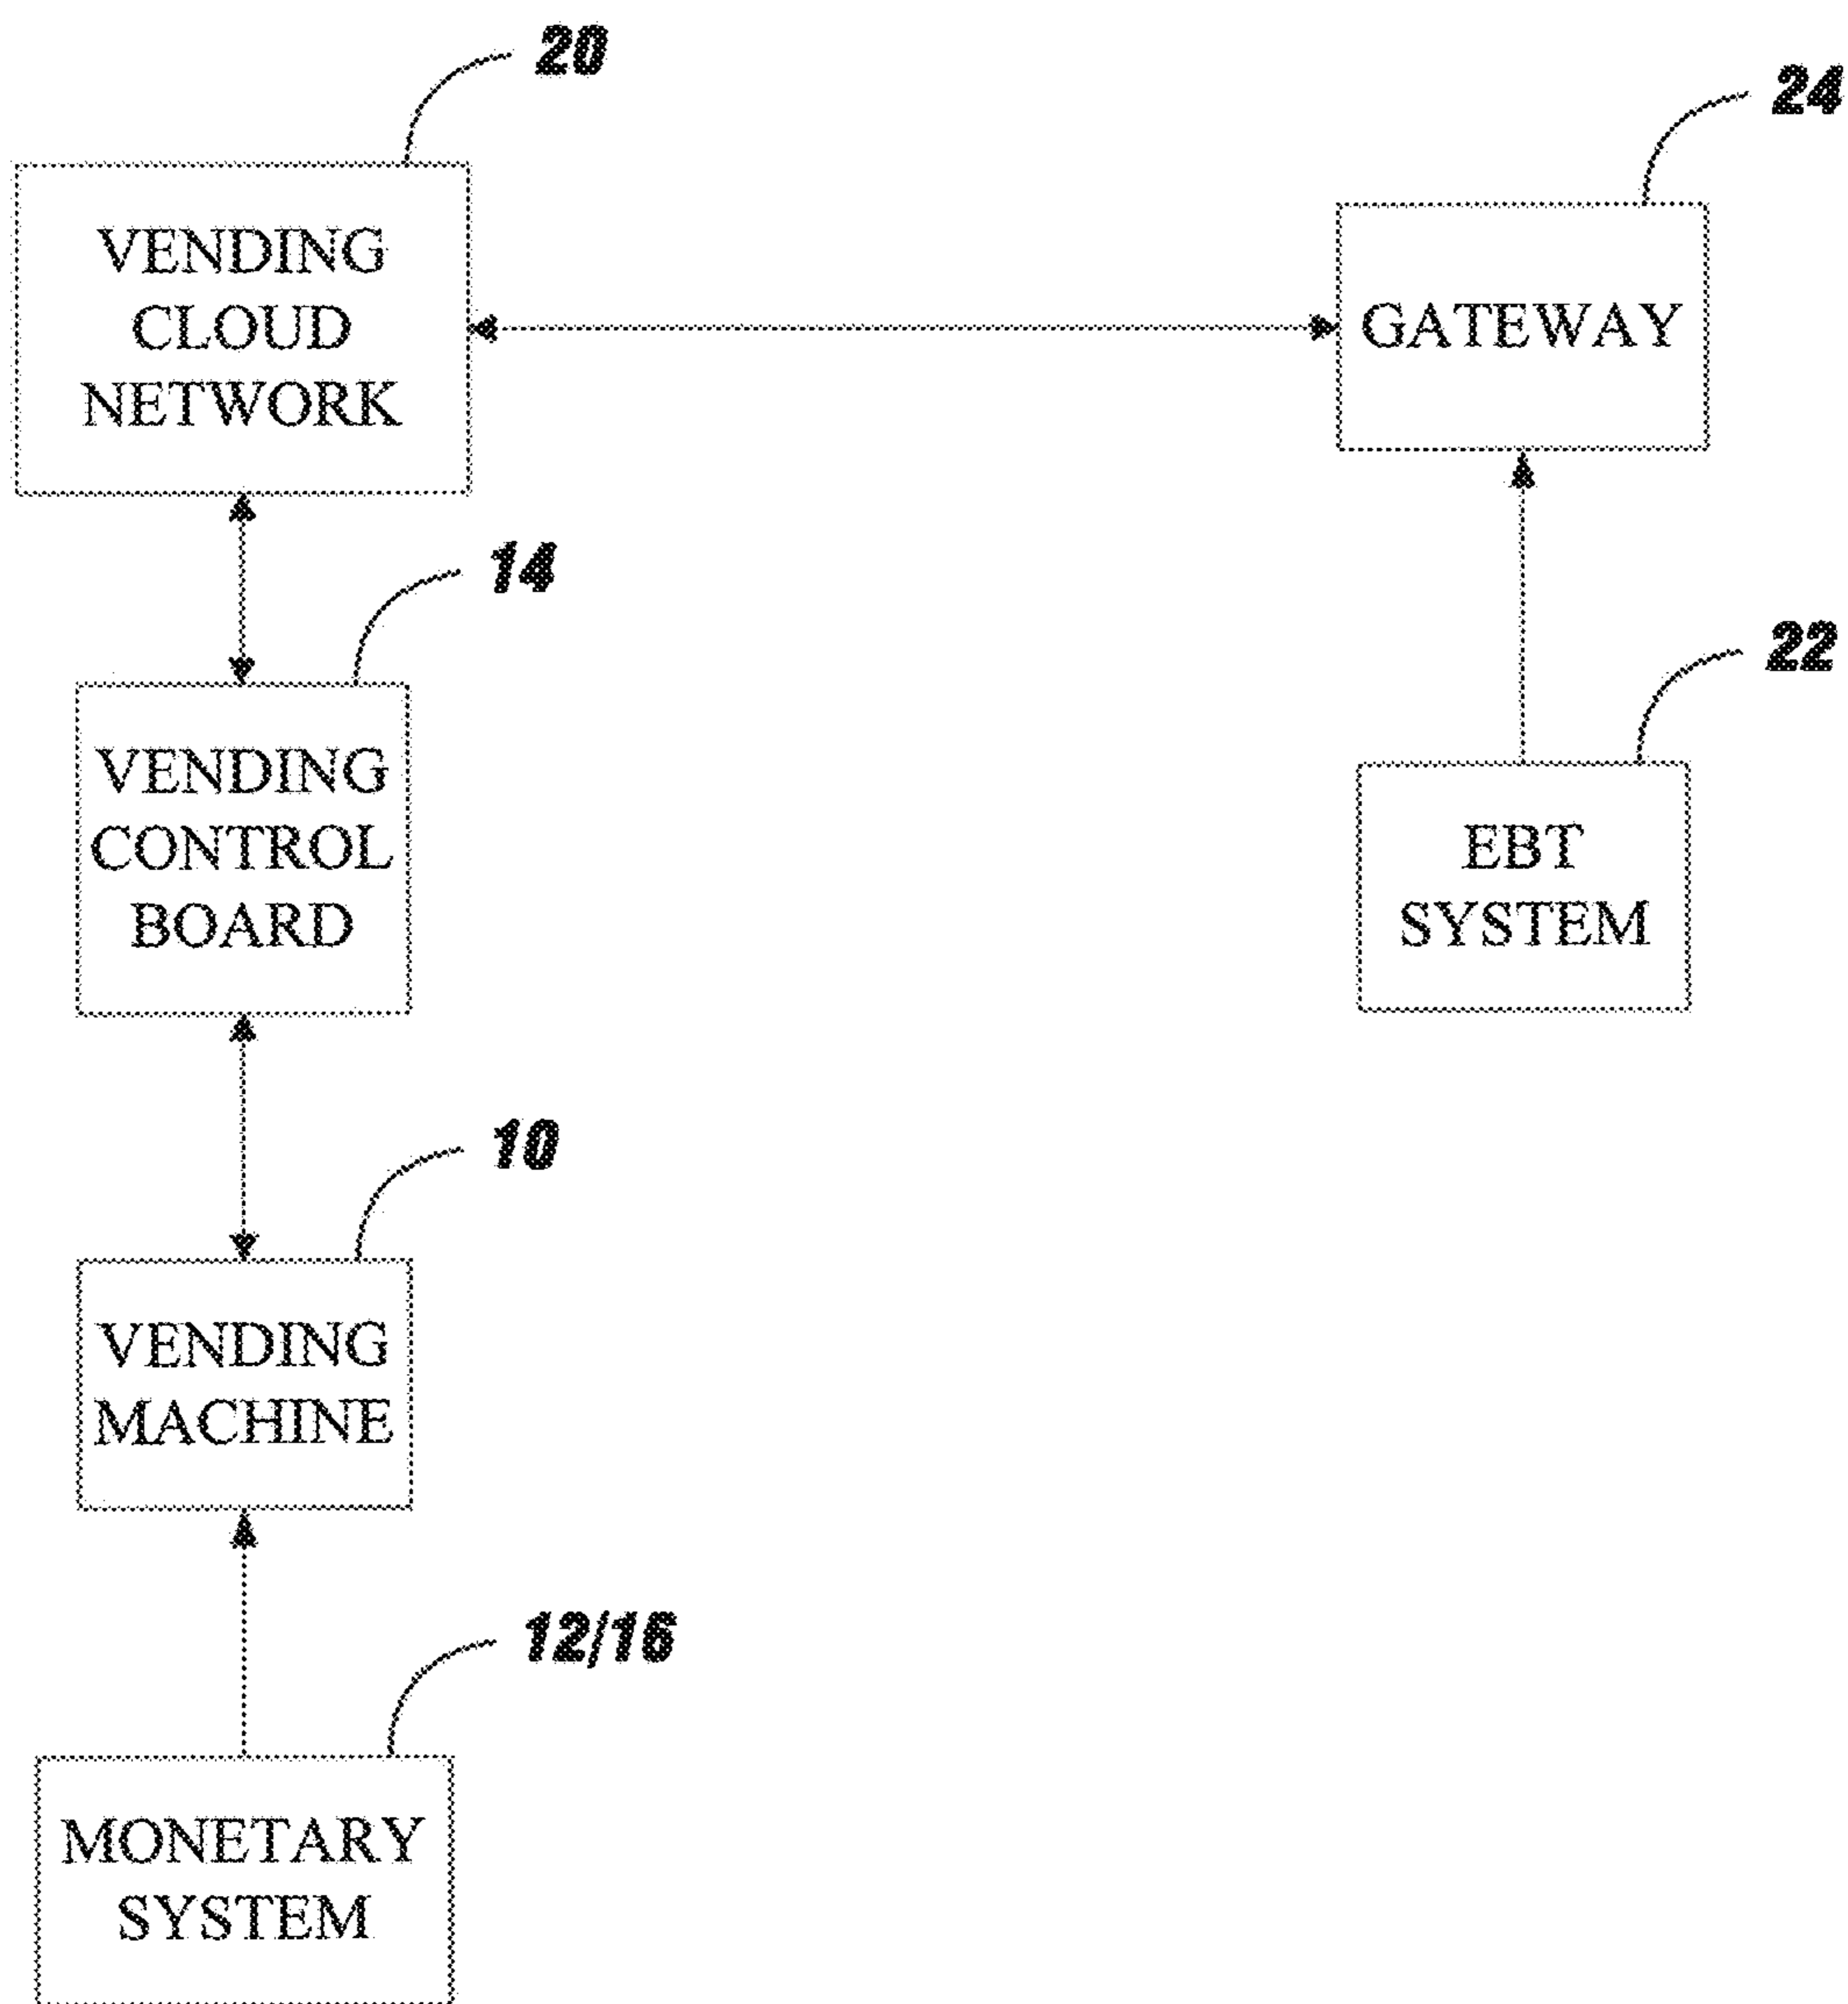 20
VENDING
CLOUD
NETWORK
24
GATEWAY
14
VENDING
CONTROL
BOARD
22
EBT
SYSTEM
10
VENDING
MACHINE
12/16
MONETARY
SYSTEM